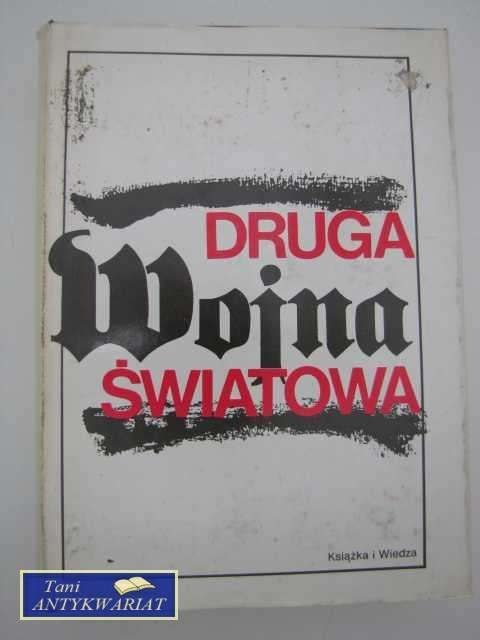 DRUGA
Wojna
ŚWIATOWA
Książka i Wiedza
Tani
ANTYKWARIAT